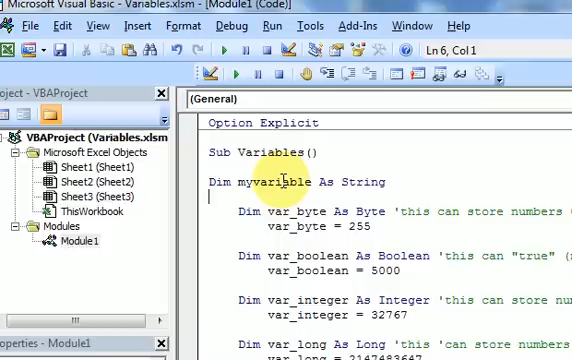 Microsoft Visual Basic - Variables.xlsm - [Module1 (Code)]
File Edit View Insert Format Debug Run Tools Add-Ins Window Help
Ln 6, Col 1
oject - VBAProject
VBAProject (Variables.xlsm
Microsoft Excel Objects
Sheet1 (Sheet1)
Sheet2 (Sheet2)
Sheet3 (Sheet3)
ThisWorkbook
Modules
Module1
operties - Module1
(General)
Option Explicit
Sub Variables()
Dim myvariable As String
Dim var_byte As Byte 'this can store numbers
var_byte = 255
Dim var_boolean As Boolean 'this can "true" (
var_boolean = 5000
Dim var_integer As Integer 'this can store nu
var_integer = 32767
Dim var_long As Long 'this 'can store numbers
var_long = 2147483647